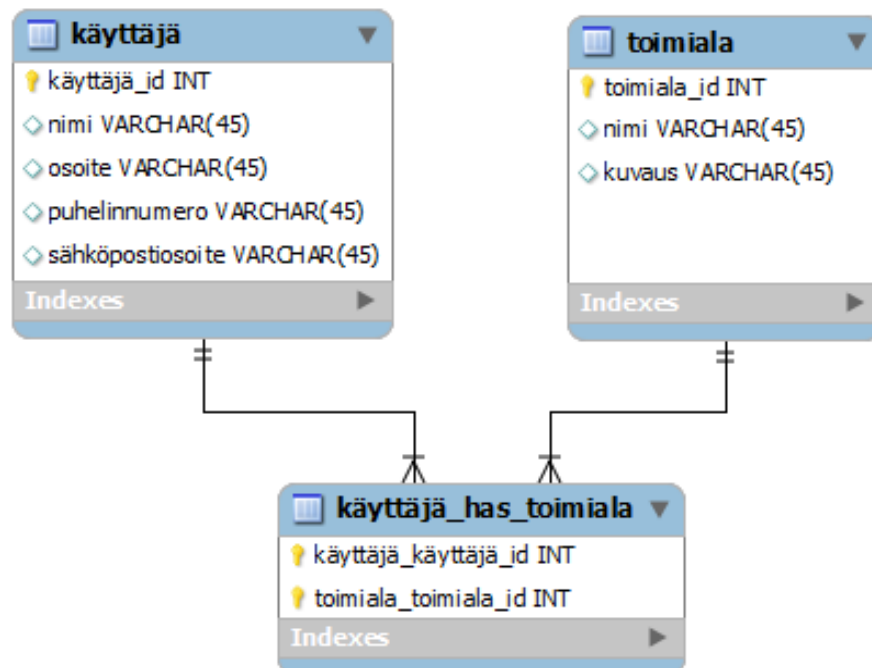 käyttäjä
käyttäjä_id INT
nimi VARCHAR(45)
osoite VARCHAR(45)
puhelinnumero VARCHAR(45)
sähköpostiosoite VARCHAR(45)
Indexes
toimiala
toimiala_id INT
nimi VARCHAR(45)
kuvaus VARCHAR(45)
Indexes
käyttäjä_has_toimiala
käyttäjä_käyttäjä_id INT
toimiala_toimiala_id INT
Indexes